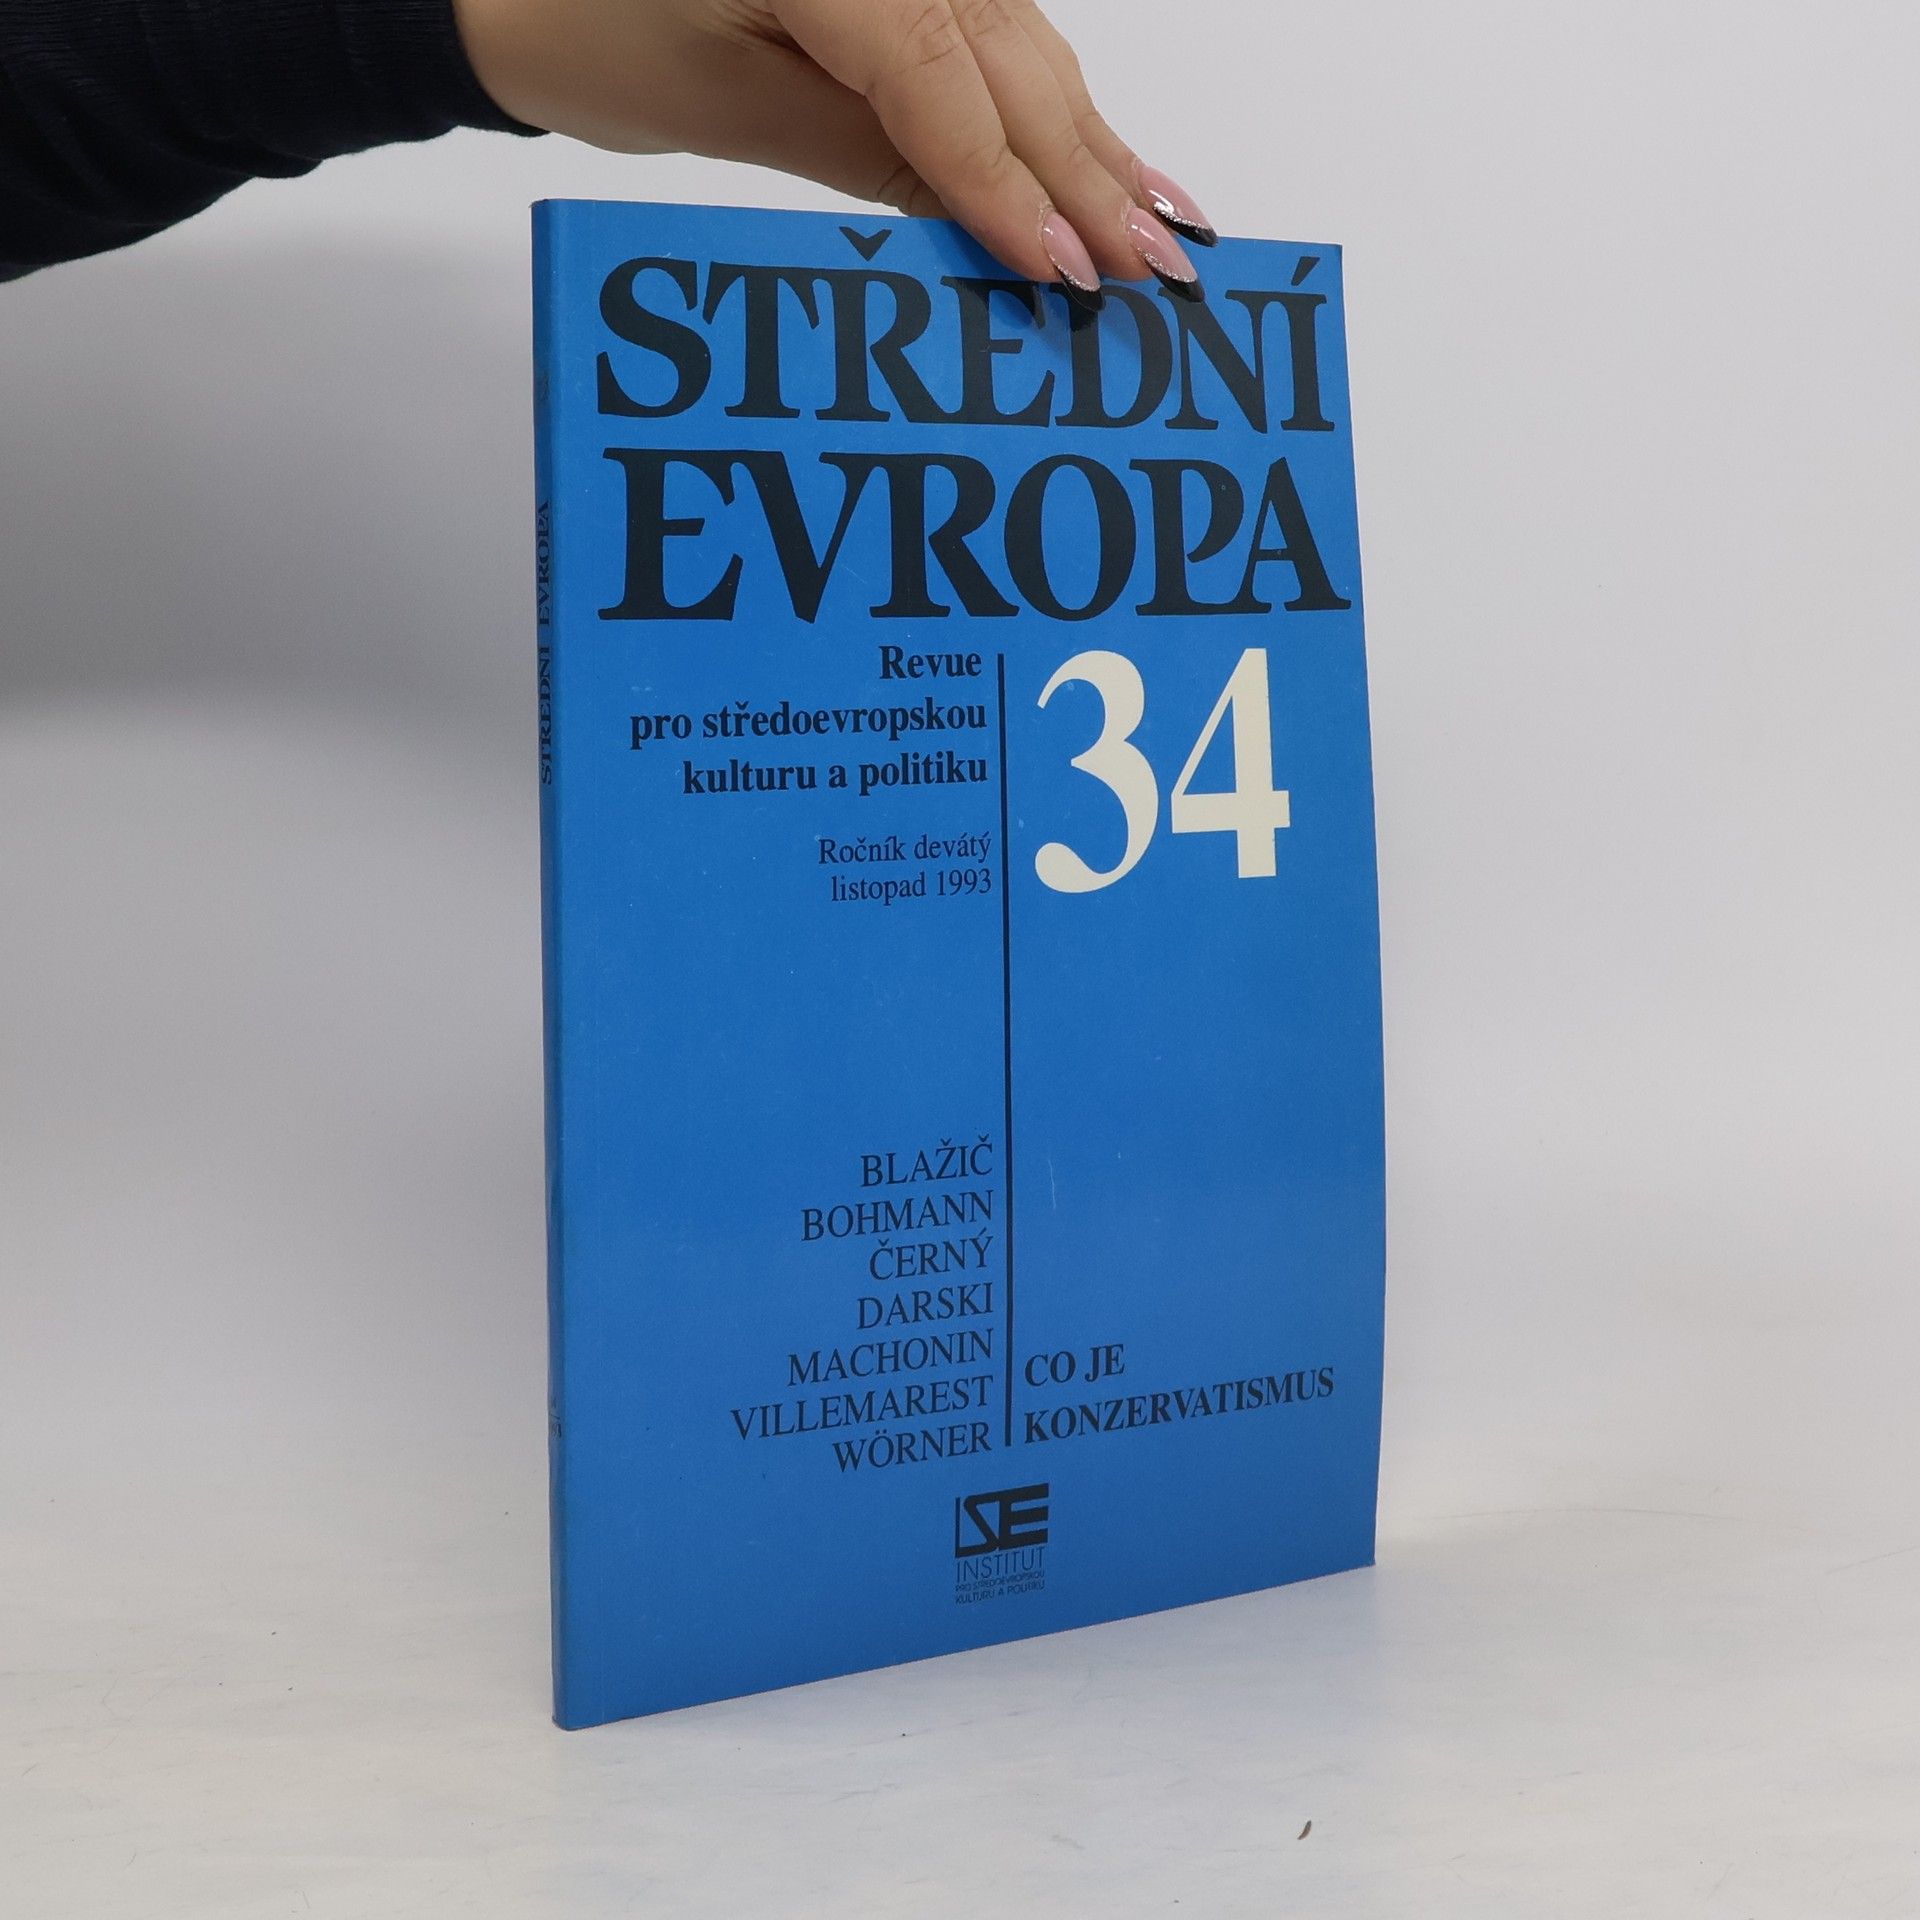 STŘEDNÍ
EVROPA
Revue
pro středoevropskou
kulturu a politiku
34
Ročník devátý
listopad 1993
BLAŽIČ
BOHMANN
ČERNÝ
DARSKI
MACHONIN
VILLEMAREST
WÖRNER
CO JE
KONZERVATISMUS
ISE
INSTITUT
PRO STŘEDOEVROPSKOU
KULTURU A POLITIKU
STŘEDNÍ EVROPA